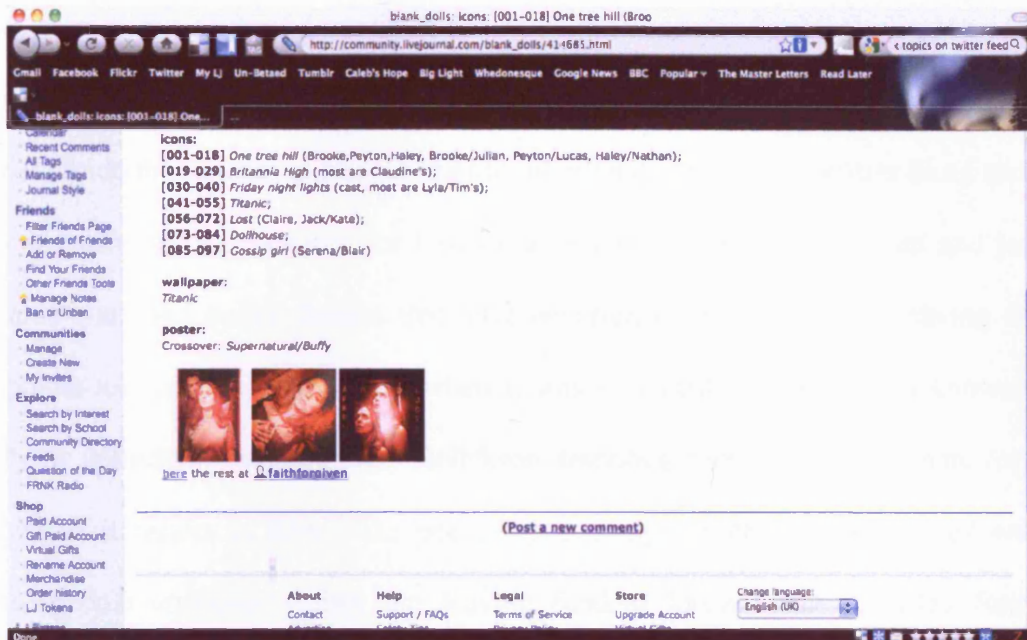 blank_dolls: icons: [001-018] One tree hill (Broo
http://community.livejournal.com/blank_dolls/414685.html
< topics on twitter feed
Gmail Facebook Flickr Twitter My LJ Un-Betaed Tumblr Caleb's Hope Big Light Whedonesque Google News BBC Popular The Master Letters Read Later
blank_dolls: icons: [001-018] One...
Calendar
Recent Comments
All Tags
Manage Tags
Journal Style
Friends
Filter Friends Page
Friends of Friends
Add or Remove
Find Your Friends
Other Friends Tools
Manage Notes
Ban or Unban
Communities
Manage
Create New
My Invites
Explore
Search by Interest
Search by School
Community Directory
Feeds
Question of the Day
FRNK Radio
Shop
Paid Account
Gift Paid Account
Virtual Gifts
Rename Account
Merchandise
Order history
LJ Tokens
icons:
[001-018] One tree hill (Brooke,Peyton,Haley, Brooke/Julian, Peyton/Lucas, Haley/Nathan);
[019-029] Britannia High (most are Claudine's);
[030-040] Friday night lights (cast, most are Lyla/Tim's);
[041-055] Titanic;
[056-072] Lost (Claire, Jack/Kate);
[073-084] Dollhouse;
[085-097] Gossip girl (Serena/Blair)
wallpaper:
Titanic
poster:
Crossover: Supernatural/Buffy
here the rest at faithforgiven
(Post a new comment)
About Help Legal Store Change language:
Contact Support / FAQs Terms of Service Upgrade Account English (UK)
Advertise Safety Tips Privacy Policy Virtual Gifts
Done